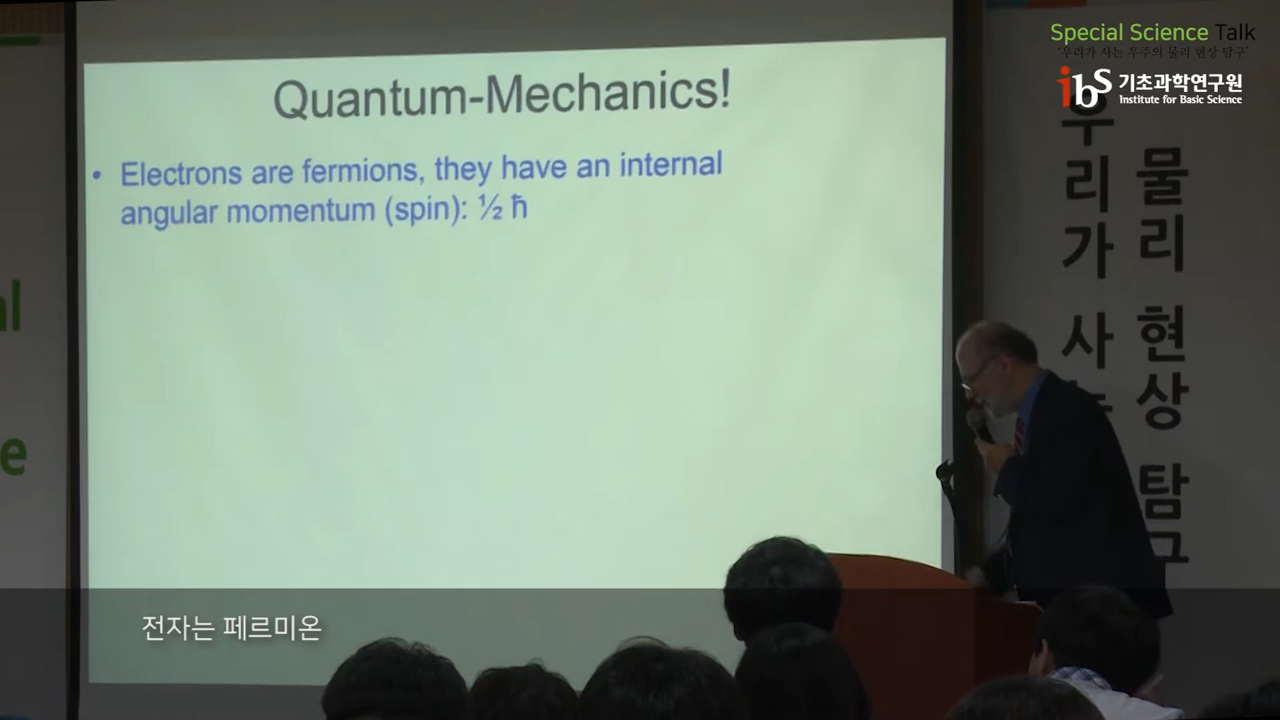 Quantum-Mechanics!
• Electrons are fermions, they have an internal
angular momentum (spin): ½ ħ
Special Science Talk
'우리가 사는 우주의 물리 현상 탐구'
ibs 기초과학연구원
Institute for Basic Science
우리가 사는
물리 현상 탐구
al
e
전자는 페르미온